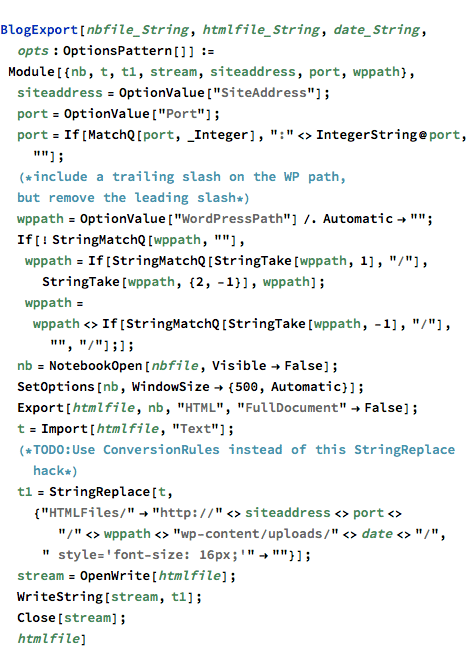 BlogExport[nbfile_String, htmlfile_String, date_String,
opts : OptionsPattern[]] :=
Module[{nb, t, t1, stream, siteaddress, port, wppath},
siteaddress = OptionValue["SiteAddress"];
port = OptionValue["Port"];
port = If[MatchQ[port, _Integer], ":" <> IntegerString@port,
""];
(*include a trailing slash on the WP path,
but remove the leading slash*)
wppath = OptionValue["WordPressPath"] /. Automatic → "";
If[! StringMatchQ[wppath, ""],
wppath = If[StringMatchQ[StringTake[wppath, 1], "/"],
StringTake[wppath, {2, -1}], wppath];
wppath =
wppath <> If[StringMatchQ[StringTake[wppath, -1], "/"],
"", "/"];];
nb = NotebookOpen[nbfile, Visible → False];
SetOptions[nb, WindowSize → {500, Automatic}];
Export[htmlfile, nb, "HTML", "FullDocument" → False];
t = Import[htmlfile, "Text"];
(*TODO:Use ConversionRules instead of this StringReplace
hack*)
t1 = StringReplace[t,
{"HTMLFiles/" → "http://" <> siteaddress <> port <>
"/" <> wppath <> "wp-content/uploads/" <> date <> "/",
" style='font-size: 16px;'" → ""}];
stream = OpenWrite[htmlfile];
WriteString[stream, t1];
Close[stream];
htmlfile]